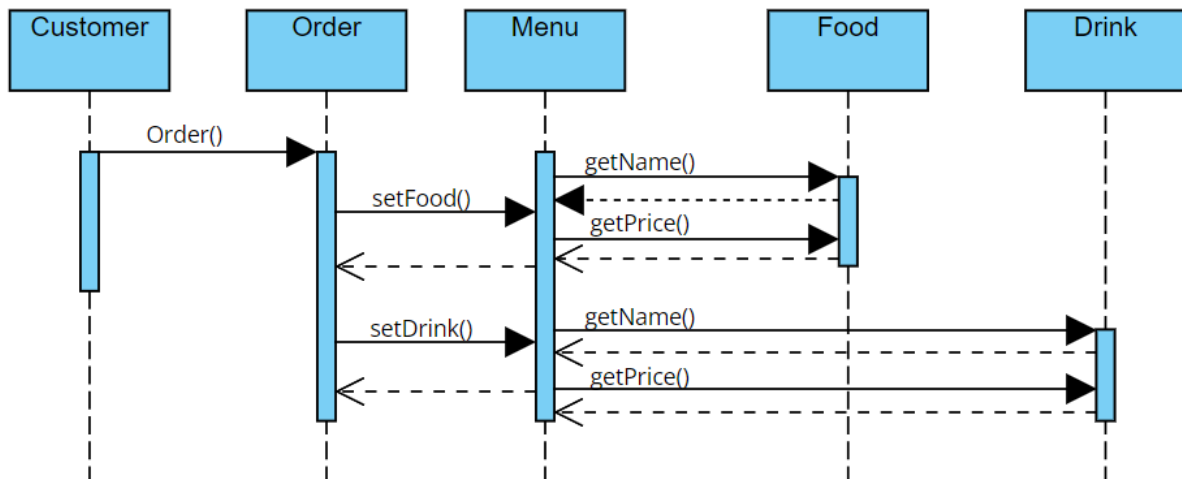 Customer
Order
Menu
Food
Drink
Order()
getName()
setFood()
getPrice()
getName()
setDrink()
getPrice()